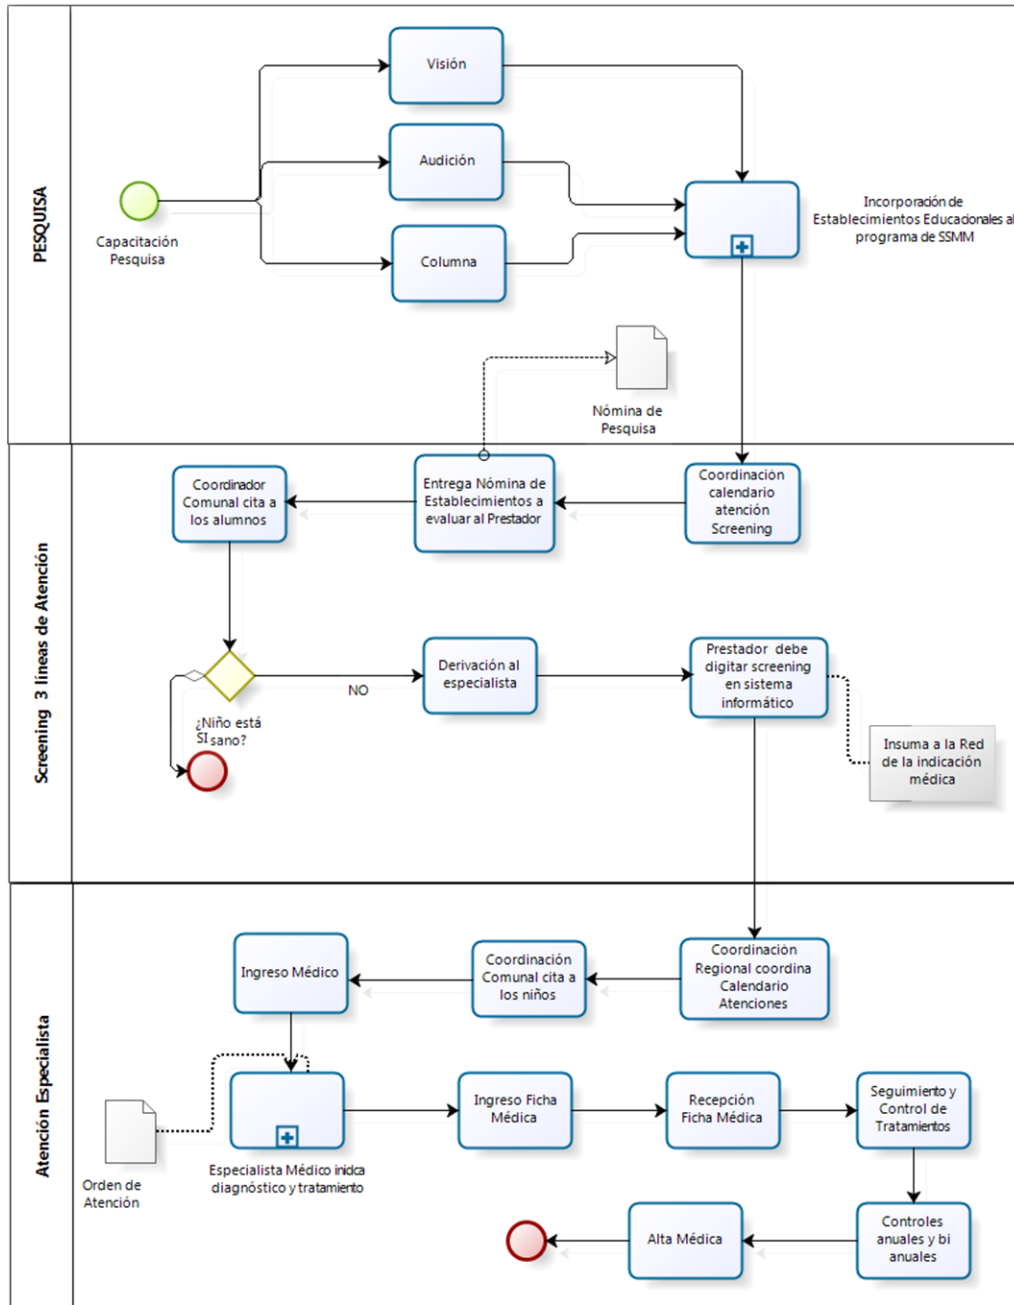 PESQUISA
Visión
Audición
Columna
Capacitación
Pesquisa
Incorporación de
Establecimientos Educacionales al
programa de SSMM
Nómina de
Pesquisa
Screening 3 líneas de Atención
Coordinador
Comunal cita a
los alumnos
Entrega Nómina de
Establecimientos a
evaluar al Prestador
Coordinación
calendario
atención
Screening
¿Niño está
sano?
SI
NO
Derivación al
especialista
Prestador debe
digitar screening
en sistema
informático
Insuma a la Red
de la indicación
médica
Atención Especialista
Ingreso Médico
Coordinación
Comunal cita a
los niños
Coordinación
Regional coordina
Calendario
Atenciones
Orden de
Atención
Especialista Médico inidca
diagnóstico y tratamiento
Ingreso Ficha
Médica
Recepción
Ficha Médica
Seguimiento y
Control de
Tratamientos
Alta Médica
Controles
anuales y bi
anuales